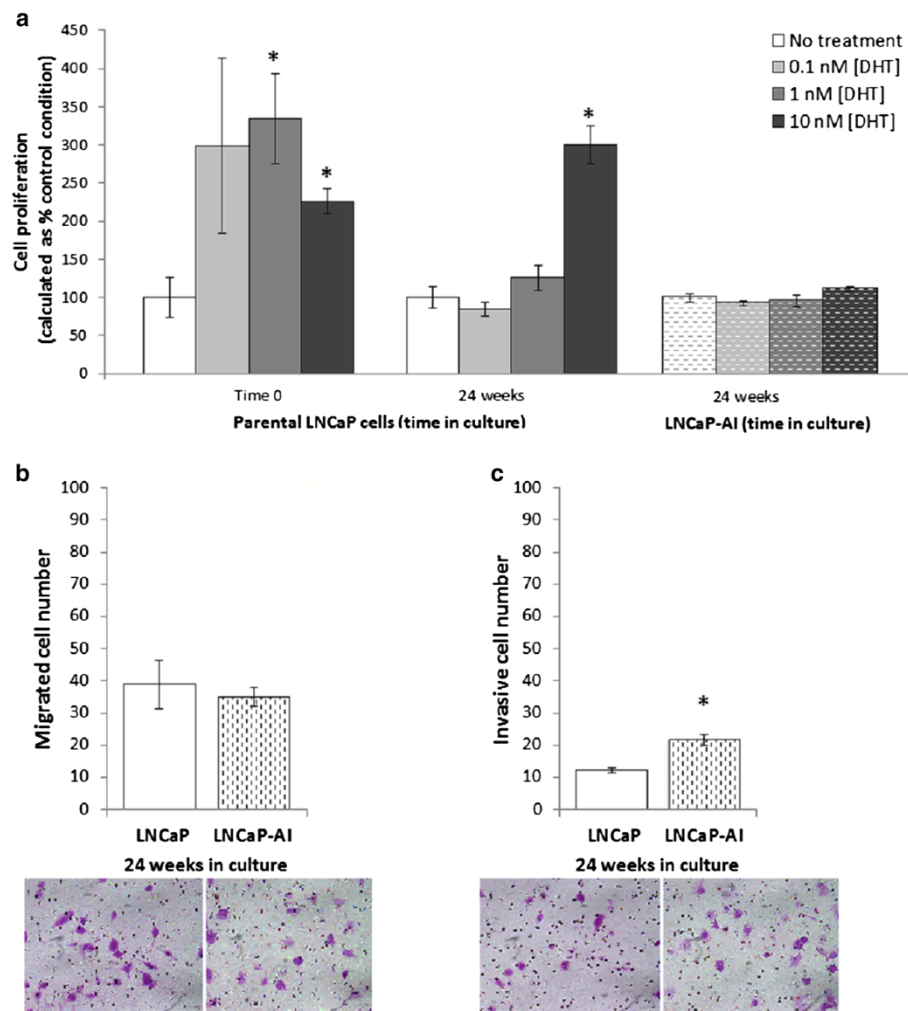 a
Cell proliferation
(calculated as % control condition)
450
400
350
300
250
200
150
100
50
0
*
*
*
No treatment
0.1 nM [DHT]
1 nM [DHT]
10 nM [DHT]
Time 0
24 weeks
24 weeks
Parental LNCaP cells (time in culture)
LNCaP-AI (time in culture)
b
Migrated cell number
100
90
80
70
60
50
40
30
20
10
0
LNCaP
LNCaP-AI
24 weeks in culture
c
Invasive cell number
100
90
80
70
60
50
40
30
20
10
0
*
LNCaP
LNCaP-AI
24 weeks in culture